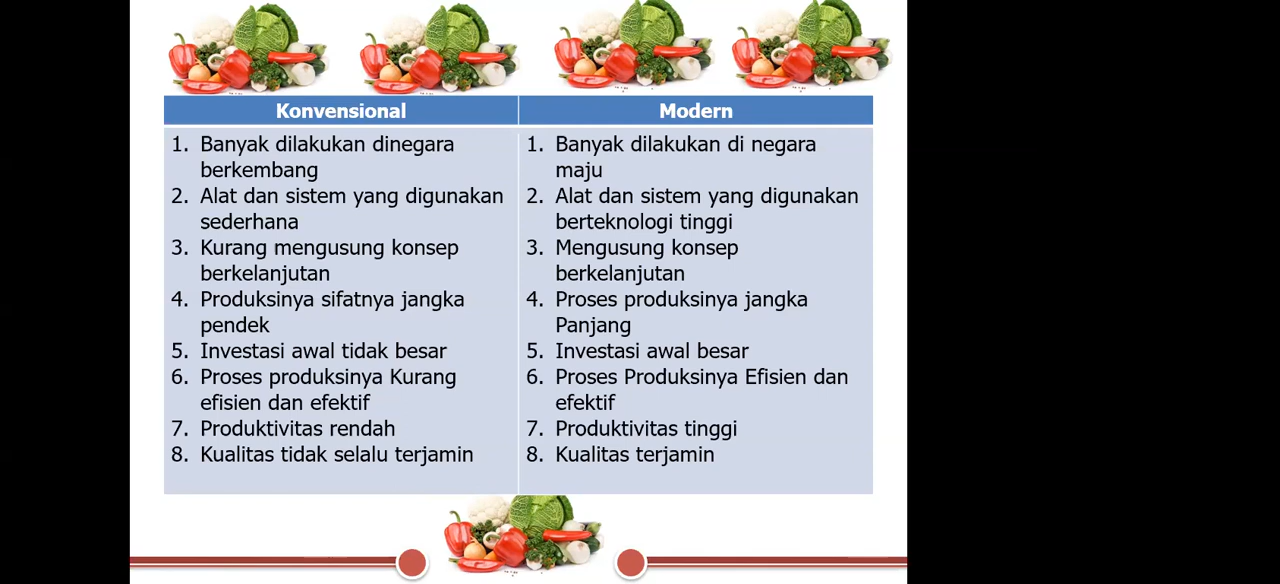 Konvensional
Modern
1. Banyak dilakukan dinegara
berkembang
2. Alat dan sistem yang digunakan
sederhana
3. Kurang mengusung konsep
berkelanjutan
4. Produksinya sifatnya jangka
pendek
5. Investasi awal tidak besar
6. Proses produksinya Kurang
efisien dan efektif
7. Produktivitas rendah
8. Kualitas tidak selalu terjamin
1. Banyak dilakukan di negara
maju
2. Alat dan sistem yang digunakan
berteknologi tinggi
3. Mengusung konsep
berkelanjutan
4. Proses produksinya jangka
Panjang
5. Investasi awal besar
6. Proses Produksinya Efisien dan
efektif
7. Produktivitas tinggi
8. Kualitas terjamin